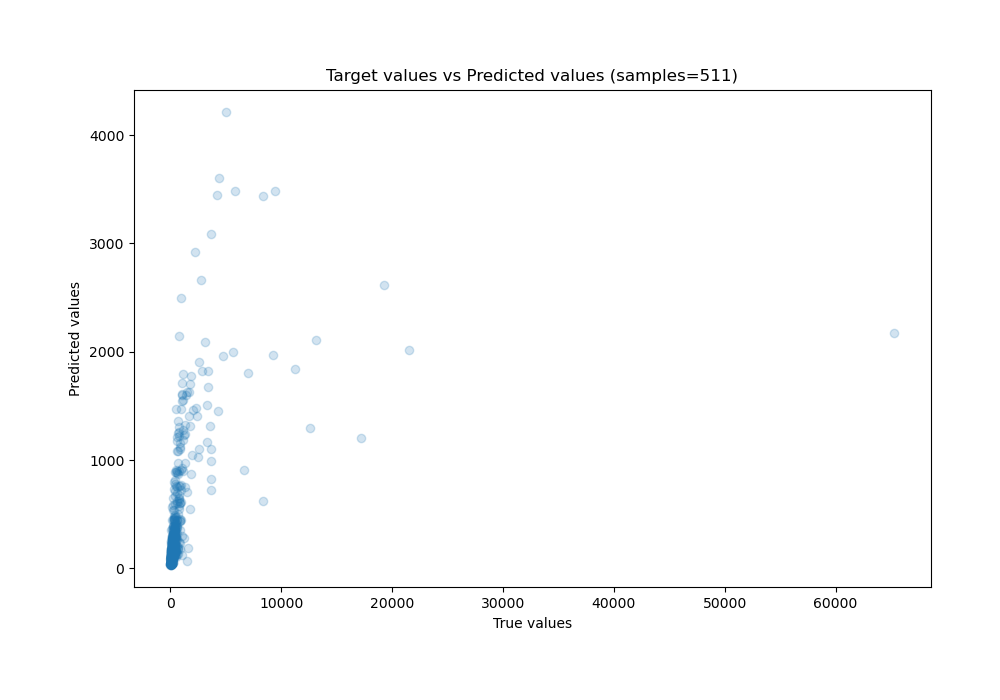 Target values vs Predicted values (samples=511)
4000
3000
2000
1000
0
Predicted values
0 10000 20000 30000 40000 50000 60000
True values